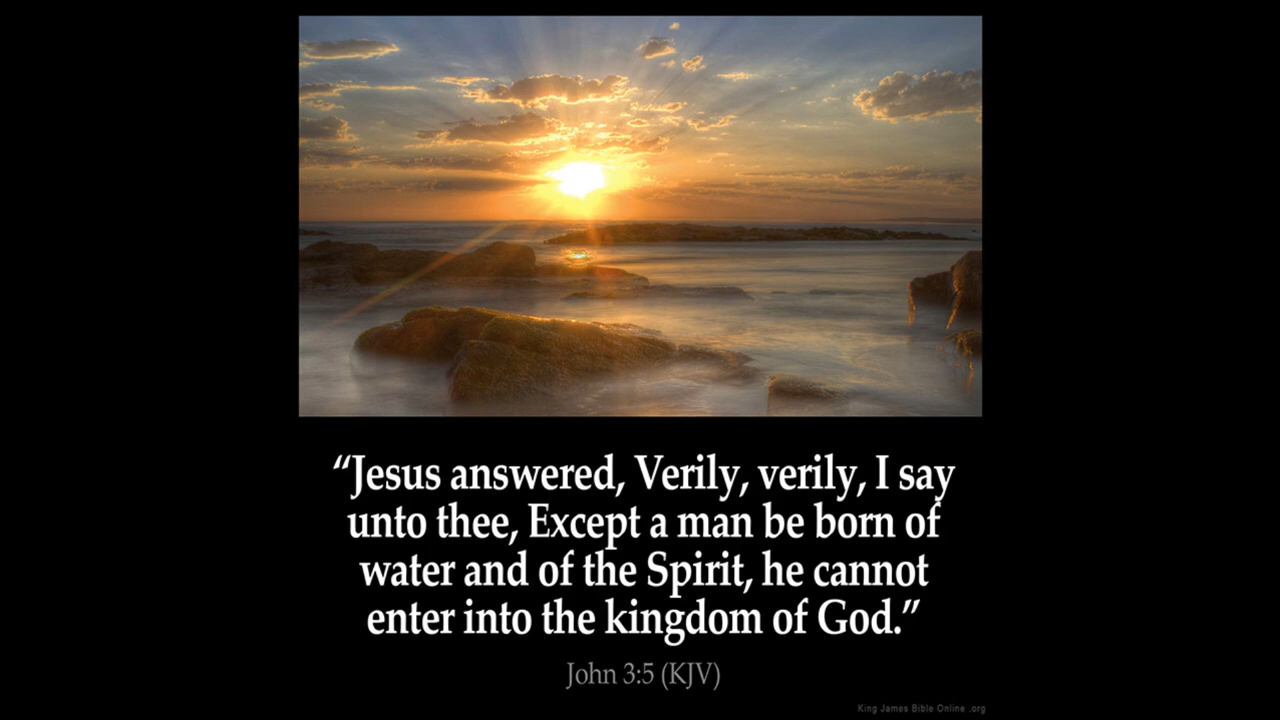 “Jesus answered, Verily, verily, I say
unto thee, Except a man be born of
water and of the Spirit, he cannot
enter into the kingdom of God.”
John 3:5 (KJV)
King James Bible Online .org